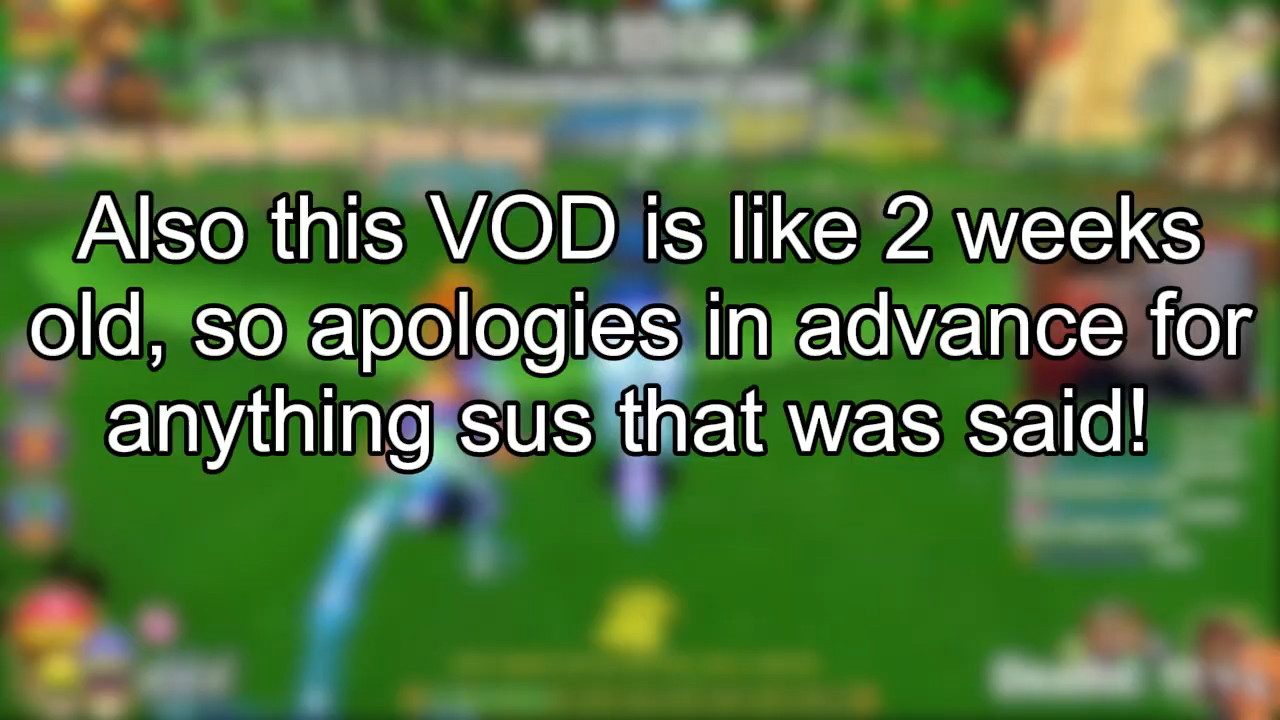 Also this VOD is like 2 weeks
old, so apologies in advance for
anything sus that was said!